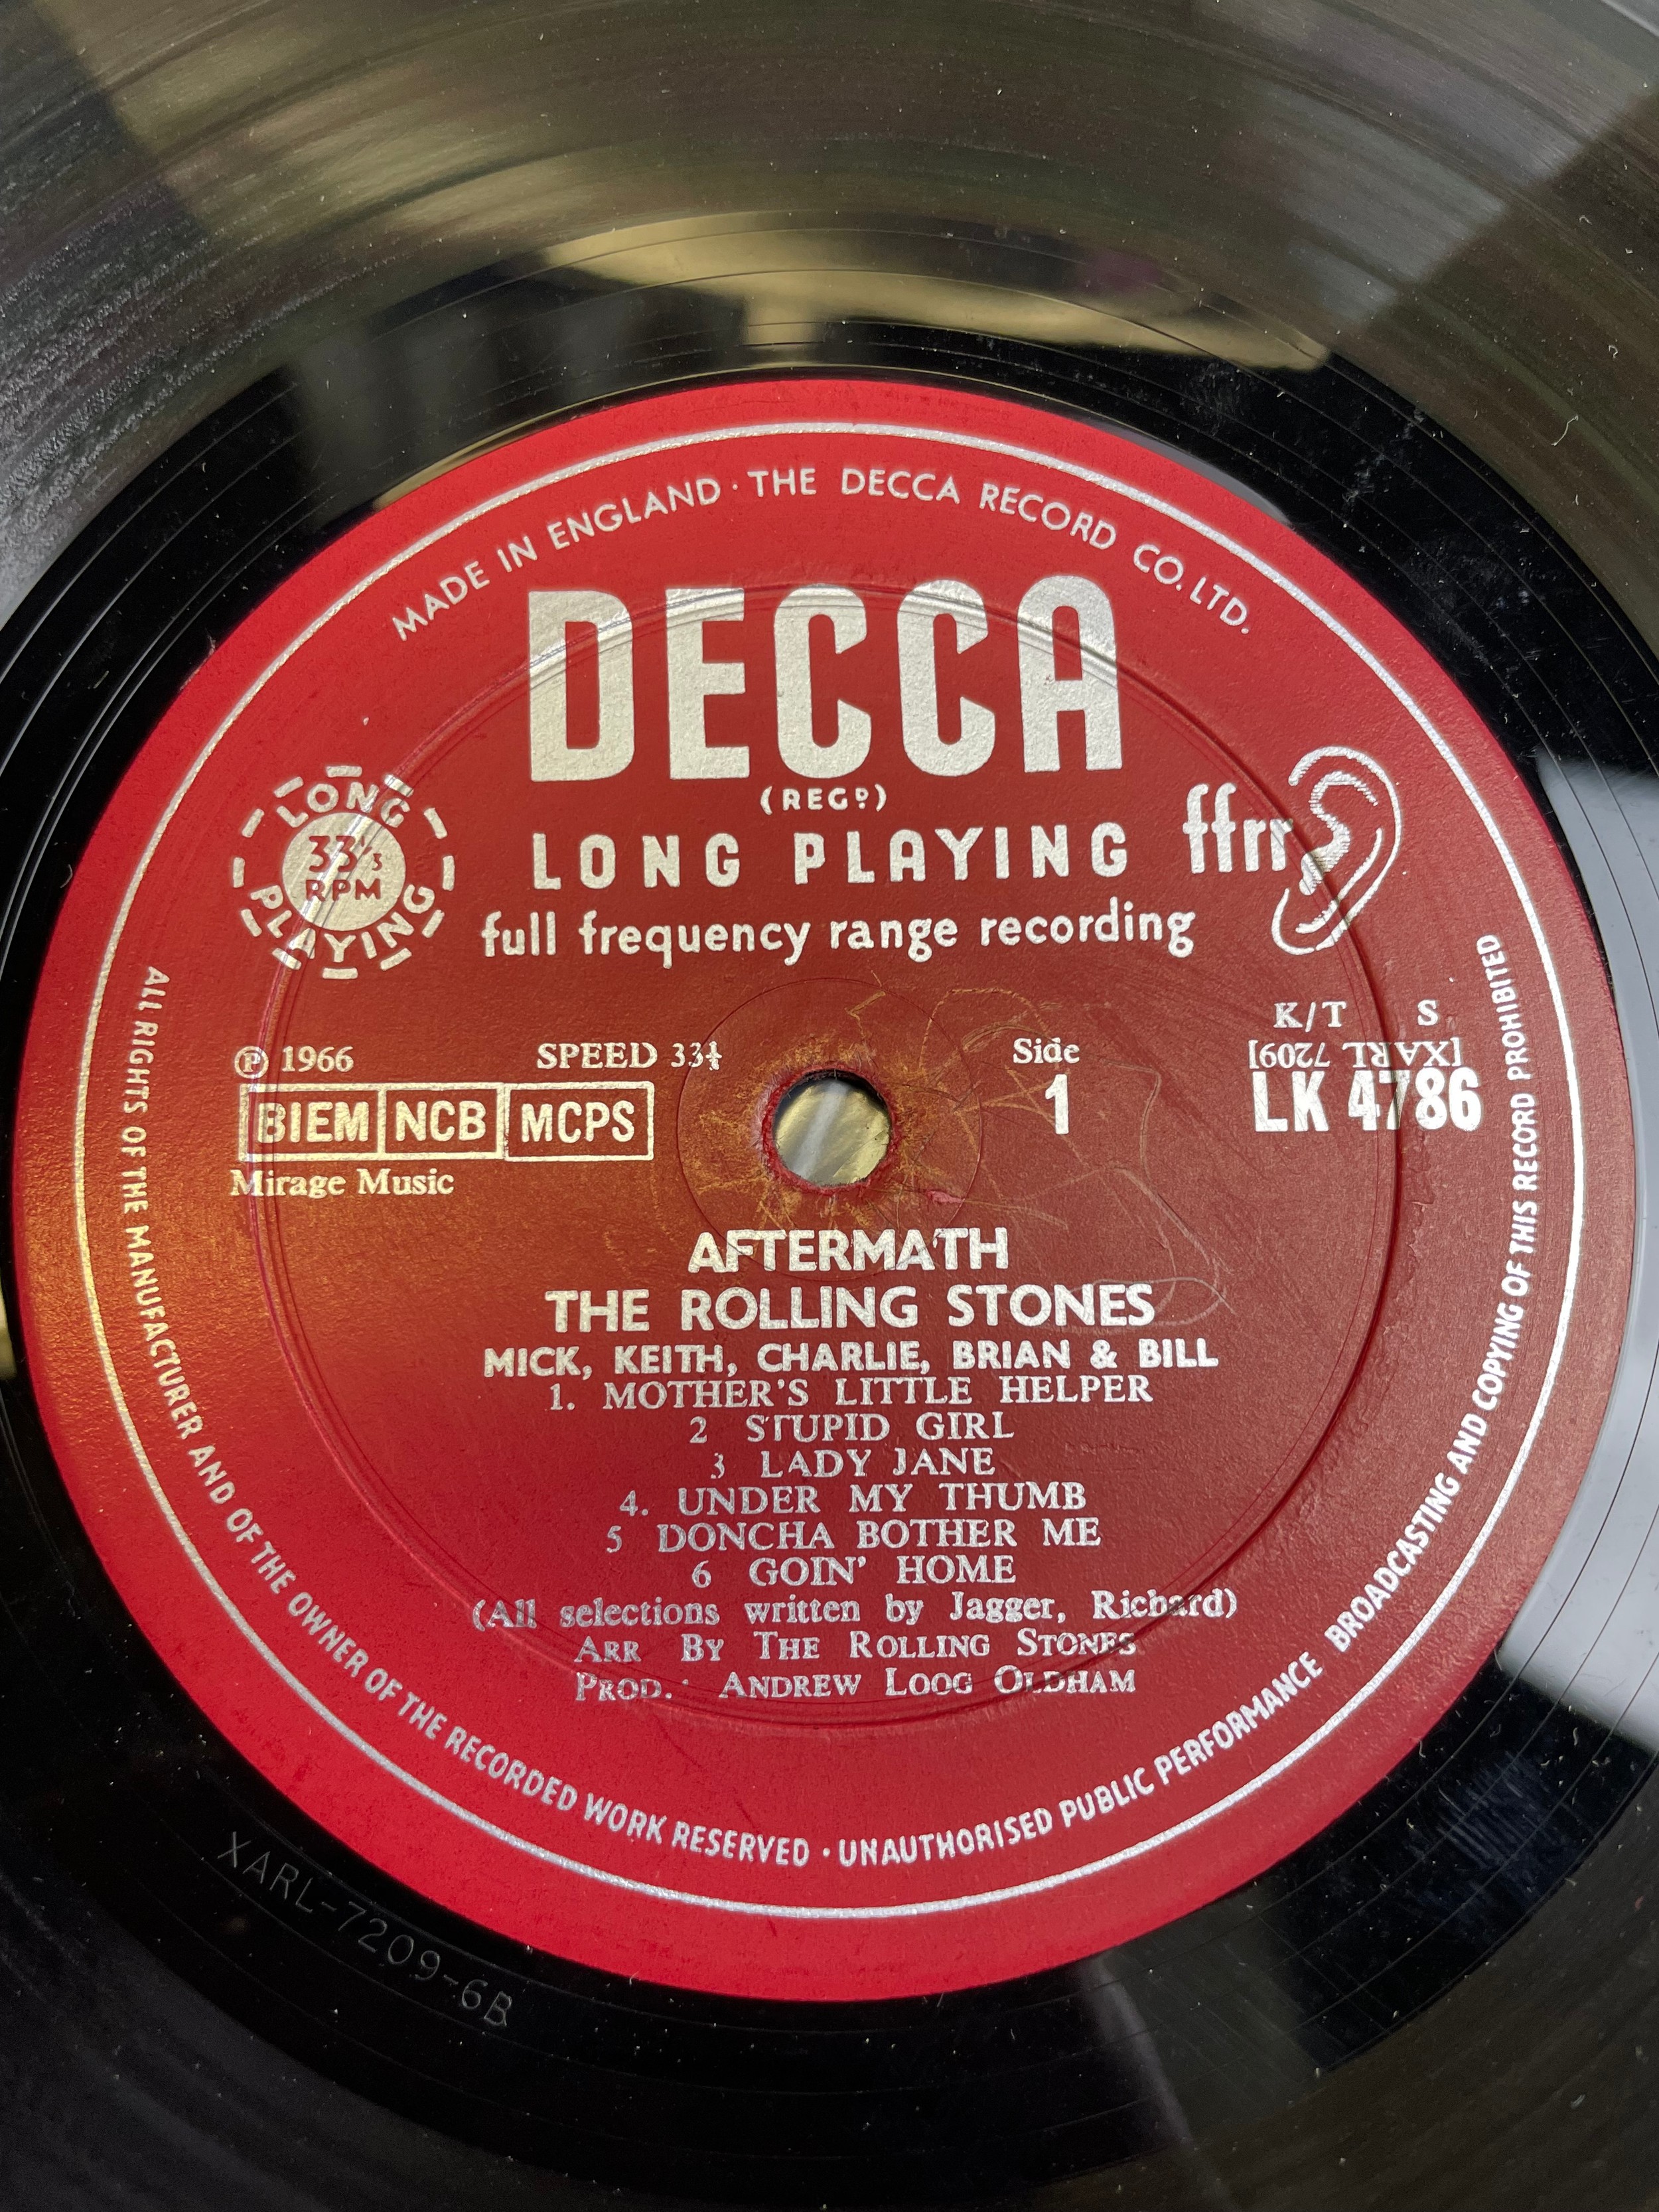 MADE IN ENGLAND · THE DECCA RECORD CO. LTD.
DECCA
(REGD)
LONG PLAYING
LONG
33⅓
RPM
PLAYING
ffrr
full frequency range recording
K/T S
[XARL 7209]
LK 4786
Ⓟ 1966
SPEED 33⅓
Side
1
BIEM NCB MCPS
Mirage Music
AFTERMATH
THE ROLLING STONES
MICK, KEITH, CHARLIE, BRIAN & BILL
1. MOTHER'S LITTLE HELPER
2 STUPID GIRL
3 LADY JANE
4. UNDER MY THUMB
5 DONCHA BOTHER ME
6 GOIN' HOME
(All selections written by Jagger, Richard)
ARR BY THE ROLLING STONES
PROD.: ANDREW LOOG OLDHAM
ALL RIGHTS OF THE MANUFACTURER AND OF THE OWNER OF THE RECORDED WORK RESERVED · UNAUTHORISED PUBLIC PERFORMANCE BROADCASTING AND COPYING OF THIS RECORD PROHIBITED
XARL-7209-6B